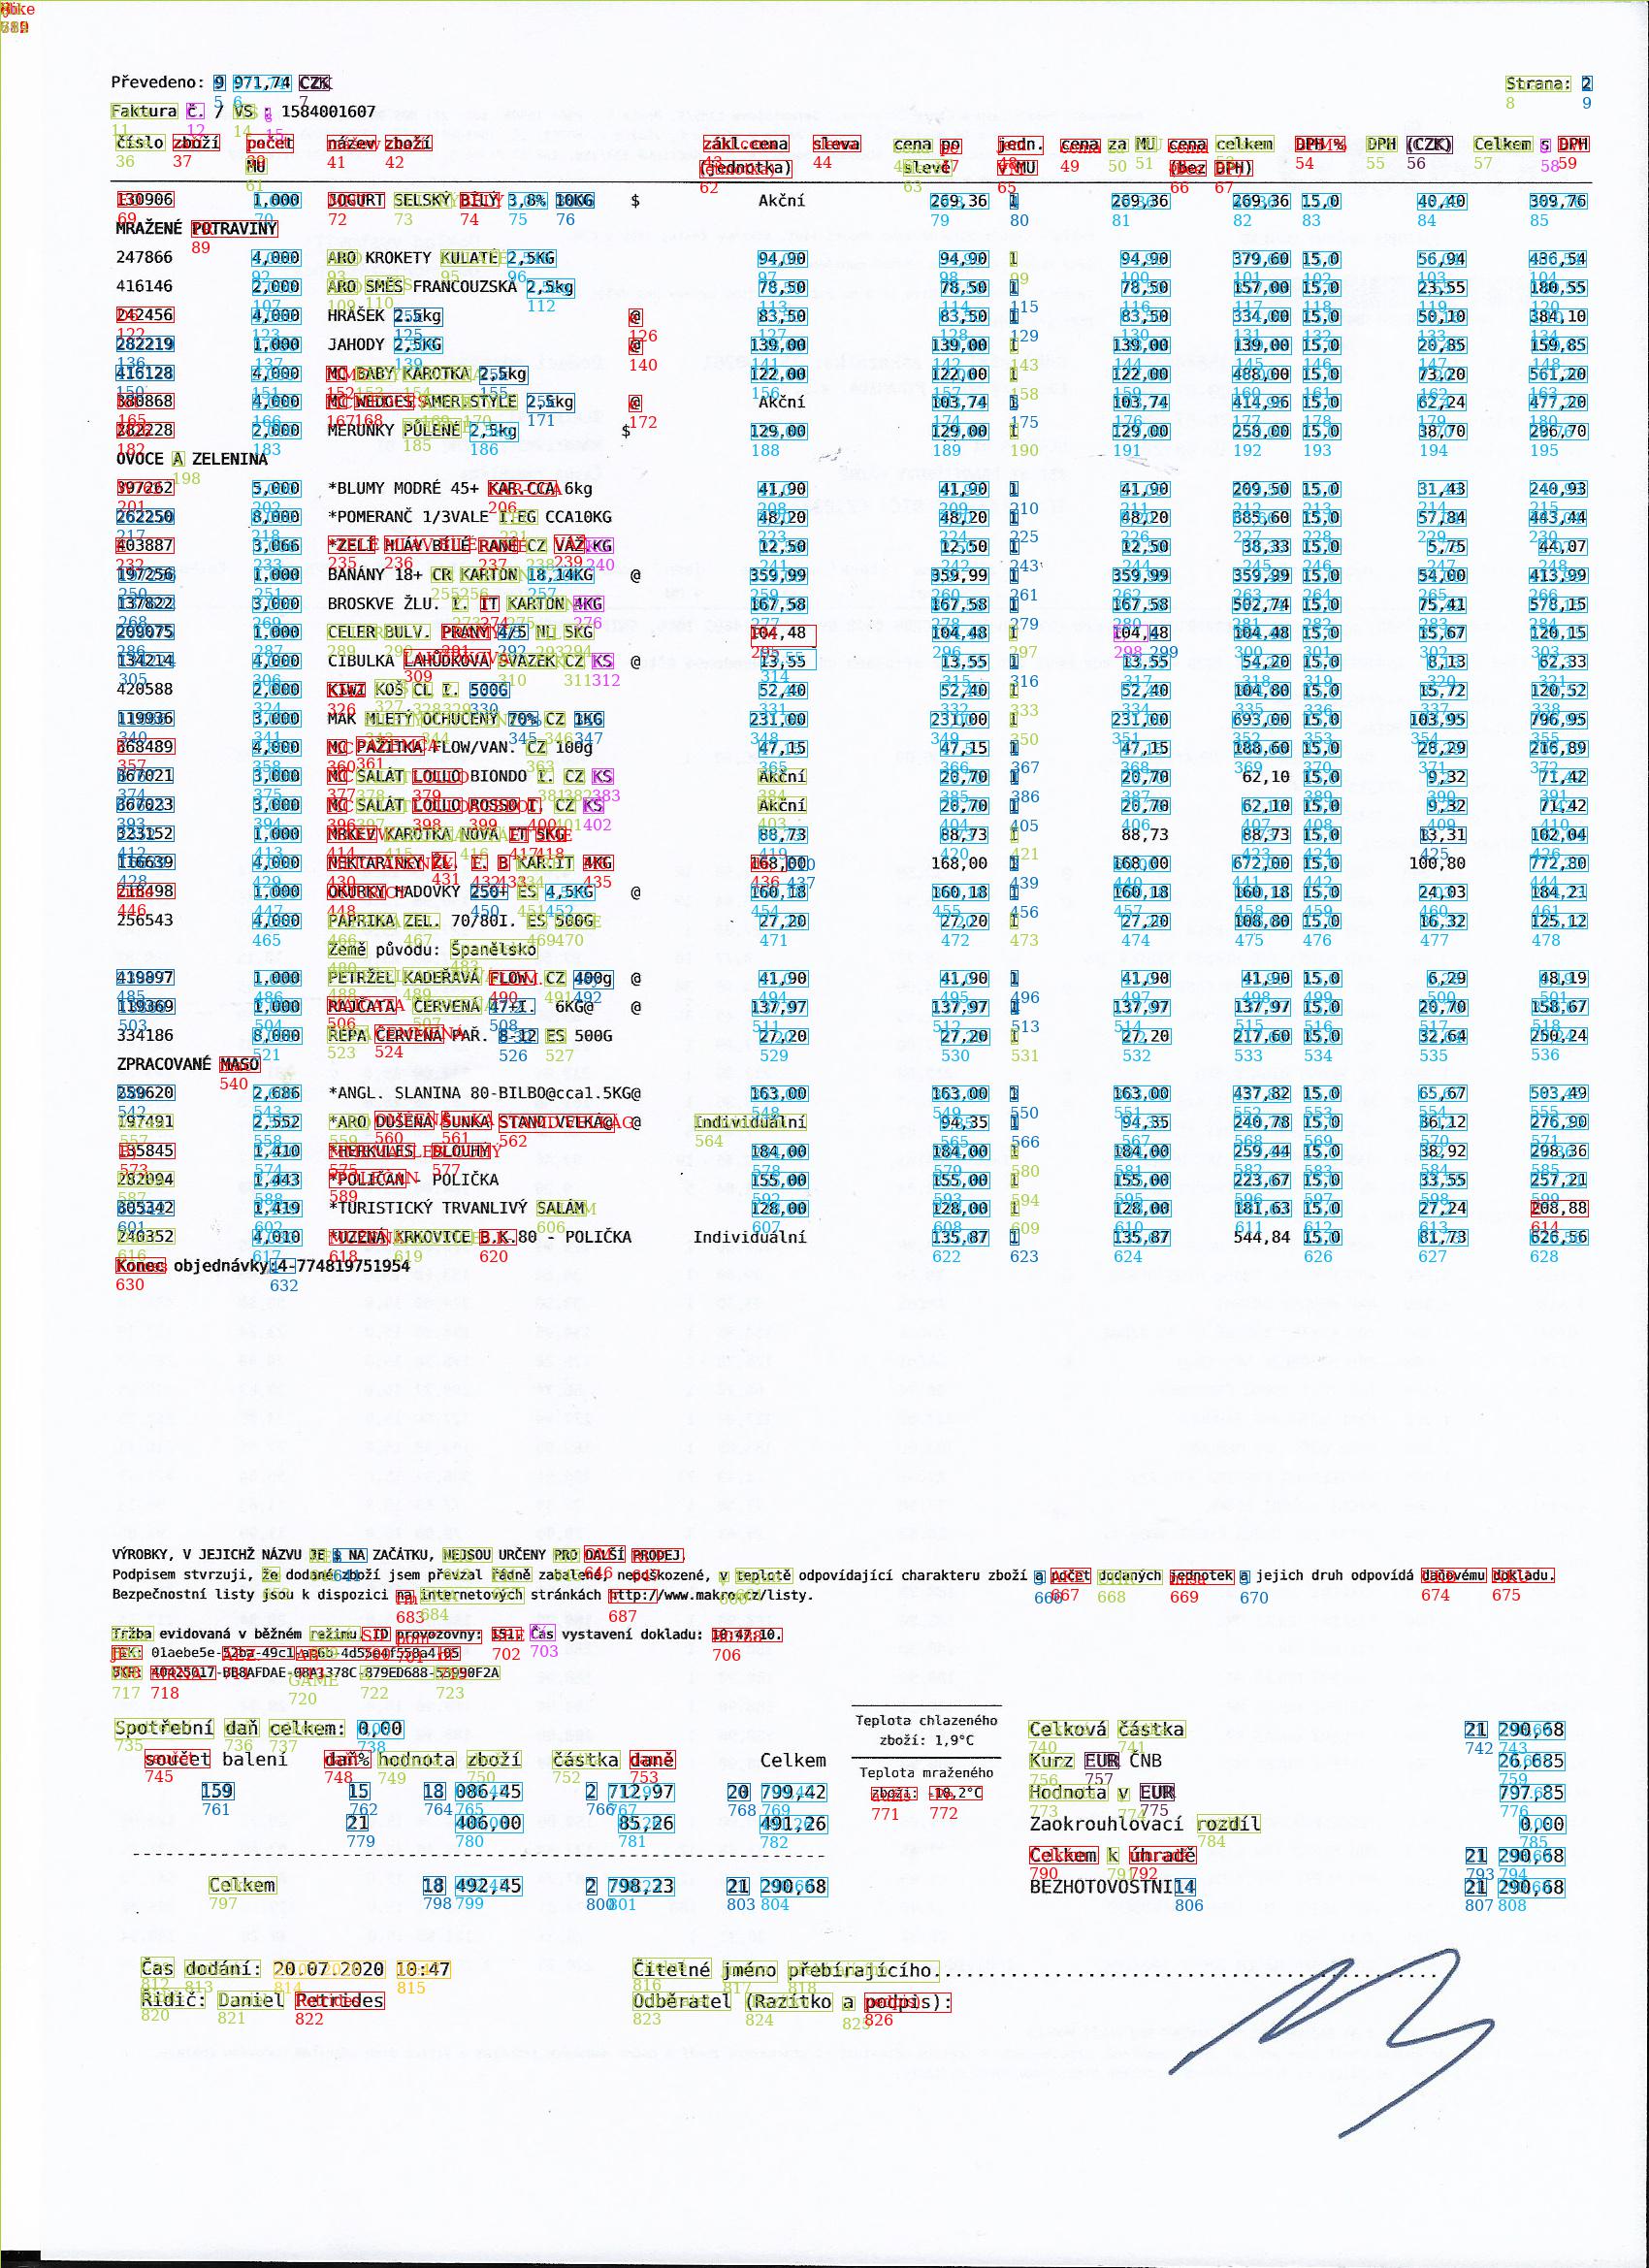 Převedeno: 9 971,74 CZK Strana: 2
Faktura č. / VS : 1584001607
číslo zboží počet název zboží zákl.cena sleva cena po jedn. cena za MU cena celkem DPH % DPH (CZK) Celkem s DPH
MU (jednotka) slevě v MU (bez DPH)
130906 1,000 JOGURT SELSKÝ BÍLÝ 3,8% 10KG $ Akční 269,36 1 269,36 269,36 15,0 40,40 309,76
MRAŽENÉ POTRAVINY
247866 4,000 ARO KROKETY KULATÉ 2,5KG 94,90 94,90 1 94,90 379,60 15,0 56,94 436,54
416146 2,000 ARO SMĚS FRANCOUZSKÁ 2,5kg 78,50 78,50 1 78,50 157,00 15,0 23,55 180,55
242456 4,000 HRÁŠEK 2.5kg @ 83,50 83,50 1 83,50 334,00 15,0 50,10 384,10
282219 1,000 JAHODY 2,5KG @ 139,00 139,00 1 139,00 139,00 15,0 20,85 159,85
416128 4,000 MC BABY KAROTKA 2,5kg 122,00 122,00 1 122,00 488,00 15,0 73,20 561,20
380868 4,000 MC WEDGES AMER.STYLE 2,5kg @ Akční 103,74 1 103,74 414,96 15,0 62,24 477,20
282228 2,000 MERUŇKY PŮLENÉ 2,5kg $ 129,00 129,00 1 129,00 258,00 15,0 38,70 296,70
OVOCE A ZELENINA
397262 5,000 *BLUMY MODRÉ 45+ KAR.CCA 6kg 41,90 41,90 1 41,90 209,50 15,0 31,43 240,93
262250 8,000 *POMERANČ 1/3VALE I.EG CCA10KG 48,20 48,20 1 48,20 385,60 15,0 57,84 443,44
403887 3,066 *ZELÍ HLÁV.BÍLÉ RANÉ CZ VÁŽ.KG 12,50 12,50 1 12,50 38,33 15,0 5,75 44,07
197256 1,000 BANÁNY 18+ CR KARTON 18,14KG @ 359,99 359,99 1 359,99 359,99 15,0 54,00 413,99
137822 3,000 BROSKVE ŽLU. I. IT KARTON 4KG 167,58 167,58 1 167,58 502,74 15,0 75,41 578,15
209075 1,000 CELER BULV. PRANÝ 4/5 NL 5KG 104,48 104,48 1 104,48 104,48 15,0 15,67 120,15
134214 4,000 CIBULKA LAHŮDKOVÁ SVAZEK CZ KS @ 13,55 13,55 1 13,55 54,20 15,0 8,13 62,33
420588 2,000 KIWI KOŠ CL I. 500G 52,40 52,40 1 52,40 104,80 15,0 15,72 120,52
119936 3,000 MÁK MLETÝ OCHUCENÝ 70% CZ 1KG 231,00 231,00 1 231,00 693,00 15,0 103,95 796,95
368489 4,000 MC PAŽITKA FLOW/VAN. CZ 100g 47,15 47,15 1 47,15 188,60 15,0 28,29 216,89
367021 3,000 MC SALÁT LOLLO BIONDO I. CZ KS Akční 20,70 1 20,70 62,10 15,0 9,32 71,42
367023 3,000 MC SALÁT LOLLO ROSSO I. CZ KS Akční 20,70 1 20,70 62,10 15,0 9,32 71,42
323152 1,000 MRKEV KAROTKA NOVÁ IT 5KG 88,73 88,73 1 88,73 88,73 15,0 13,31 102,04
116639 4,000 NEKTARINKY ŽL. I. B KAR.IT 4KG 168,00 168,00 1 168,00 672,00 15,0 100,80 772,80
218498 1,000 OKURKY HADOVKY 250+ ES 4,5KG @ 160,18 160,18 1 160,18 160,18 15,0 24,03 184,21
256543 4,000 PAPRIKA ZEL. 70/80I. ES 500G 27,20 27,20 1 27,20 108,80 15,0 16,32 125,12
Země původu: Španělsko
419897 1,000 PETRŽEL KADEŘAVÁ FLOW. CZ 400g @ 41,90 41,90 1 41,90 41,90 15,0 6,29 48,19
119369 1,000 RAJČATA ČERVENÁ 47+I. 6KG@ @ 137,97 137,97 1 137,97 137,97 15,0 20,70 158,67
334186 8,000 ŘEPA ČERVENÁ PAŘ. 8-12 ES 500G 27,20 27,20 1 27,20 217,60 15,0 32,64 250,24
ZPRACOVANÉ MASO
259620 2,686 *ANGL. SLANINA 80-BILBO@cca1.5KG@ 163,00 163,00 1 163,00 437,82 15,0 65,67 503,49
197491 2,552 *ARO DUŠENÁ ŠUNKA STAND.VELKÁ@ @ Individuální 94,35 1 94,35 240,78 15,0 36,12 276,90
135845 1,410 *HERKULES DLOUHÝ 184,00 184,00 1 184,00 259,44 15,0 38,92 298,36
282094 1,443 *POLIČAN - POLIČKA 155,00 155,00 1 155,00 223,67 15,0 33,55 257,21
805342 1,419 *TURISTICKÝ TRVANLIVÝ SALÁM 128,00 128,00 1 128,00 181,63 15,0 27,24 208,88
240352 4,010 *UZENÁ KRKOVICE B.K.80 - POLIČKA Individuální 135,87 1 135,87 544,84 15,0 81,73 626,56
Konec objednávky:4-774819751954
VÝROBKY, V JEJICHŽ NÁZVU JE $ NA ZAČÁTKU, NEJSOU URČENY PRO DALŠÍ PRODEJ.
Podpisem stvrzuji, že dodané zboží jsem převzal řádně zabalené, nepoškozené, v teplotě odpovídající charakteru zboží a počet dodaných jednotek a jejich druh odpovídá daňovému dokladu.
Bezpečnostní listy jsou k dispozici na internetových stránkách http://www.makro.cz/listy.
Tržba evidovaná v běžném režimu. ID provozovny: 151. Čas vystavení dokladu: 10:47:10.
Spotřební daň celkem: 0,00
součet balení daň% hodnota zboží částka daně Celkem
159 15 18 086,45 2 712,97 20 799,42
21 406,00 85,26 491,26
Celkem 18 492,45 2 798,23 21 290,68
Teplota chlazeného
zboží: 1,9°C
Teplota mraženého
zboží: -18,2°C
Celková částka 21 290,68
Kurz EUR ČNB 26,685
Hodnota v EUR 797,85
Zaokrouhlovací rozdíl 0,00
Celkem k úhradě 21 290,68
BEZHOTOVOSTNI14 21 290,68
Čas dodání: 20.07.2020 10:47 Čitelné jméno přebírajícího
Řidič: Daniel Petrides Odběratel (Razítko a podpis):